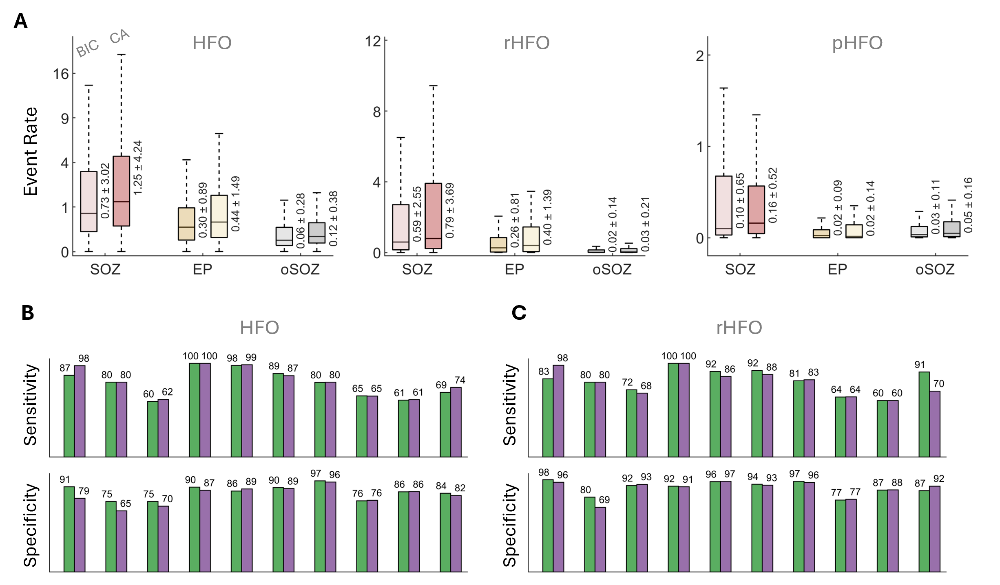 A
BIC CA
HFO
rHFO
pHFO
Event Rate
16
9
4
1
0
0.73 ± 3.02
1.25 ± 4.24
0.30 ± 0.89
0.44 ± 1.49
0.06 ± 0.28
0.12 ± 0.38
SOZ EP oSOZ
12
8
4
0
0.59 ± 2.55
0.79 ± 3.69
0.26 ± 0.81
0.40 ± 1.39
0.02 ± 0.14
0.03 ± 0.21
SOZ EP oSOZ
2
1
0
0.10 ± 0.65
0.16 ± 0.52
0.02 ± 0.09
0.02 ± 0.14
0.03 ± 0.11
0.05 ± 0.16
SOZ EP oSOZ
B
HFO
Sensitivity
87 98 80 80 60 62 100 100 98 99 89 87 80 80 65 65 61 61 69 74
Specificity
91 79 75 65 75 70 90 87 86 89 90 89 97 96 76 76 86 86 84 82
C
rHFO
Sensitivity
83 98 80 80 72 68 100 100 92 86 92 88 81 83 64 64 60 60 91 70
Specificity
98 96 80 69 92 93 92 91 96 97 94 93 97 96 77 77 87 88 87 92